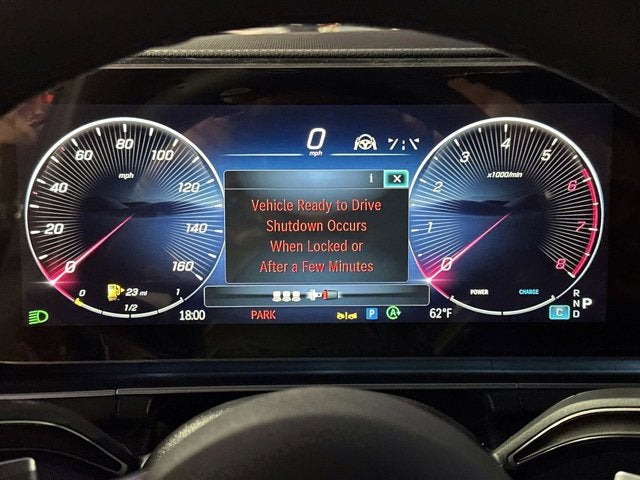 0
mph
i
X
Vehicle Ready to Drive
Shutdown Occurs
When Locked or
After a Few Minutes
0
20
40
60
80
100
120
140
160
mph
0
1/2
1
23 mi
0
1
2
3
4
5
6
7
8
x1000/min
POWER
CHARGE
18:00
PARK
P
A
62°F
C
R
N
D
P